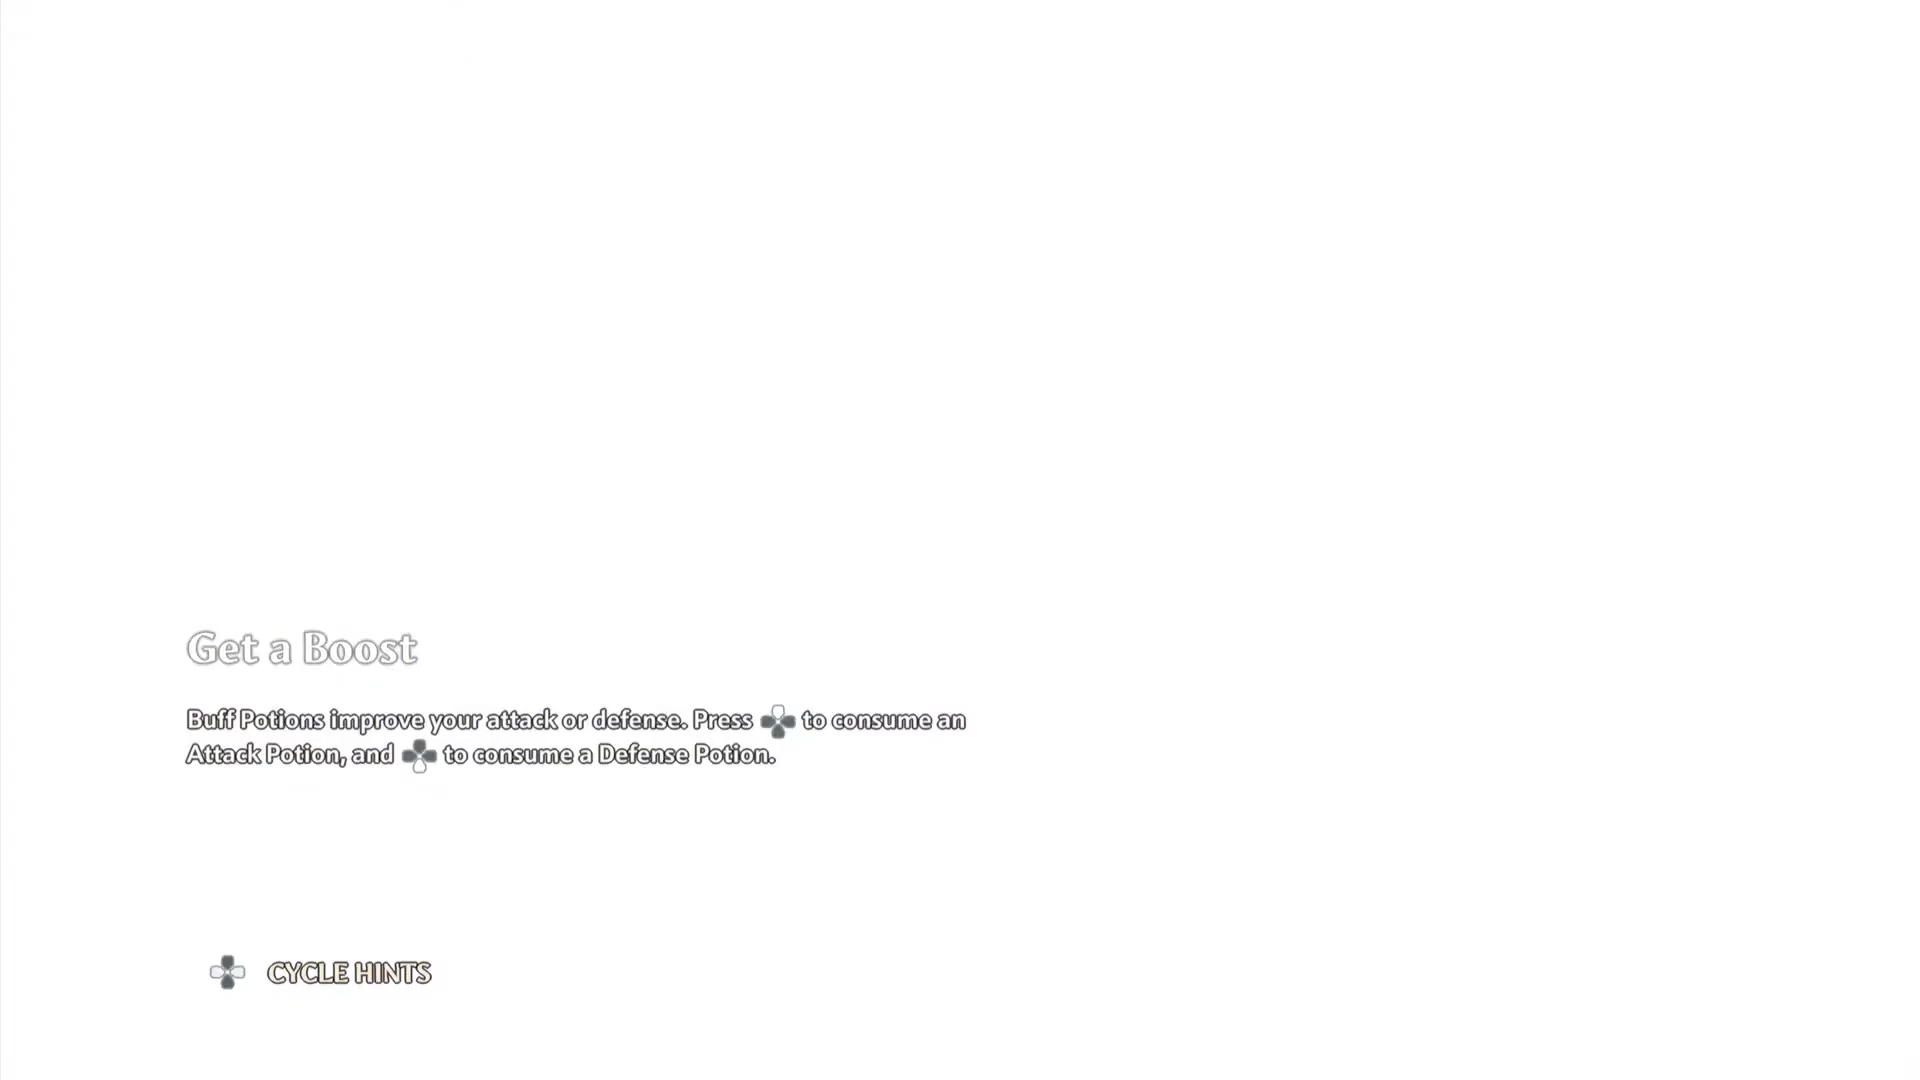 Get a Boost
Buff Potions improve your attack or defense. Press to consume an
Attack Potion, and to consume a Defense Potion.
CYCLE HINTS